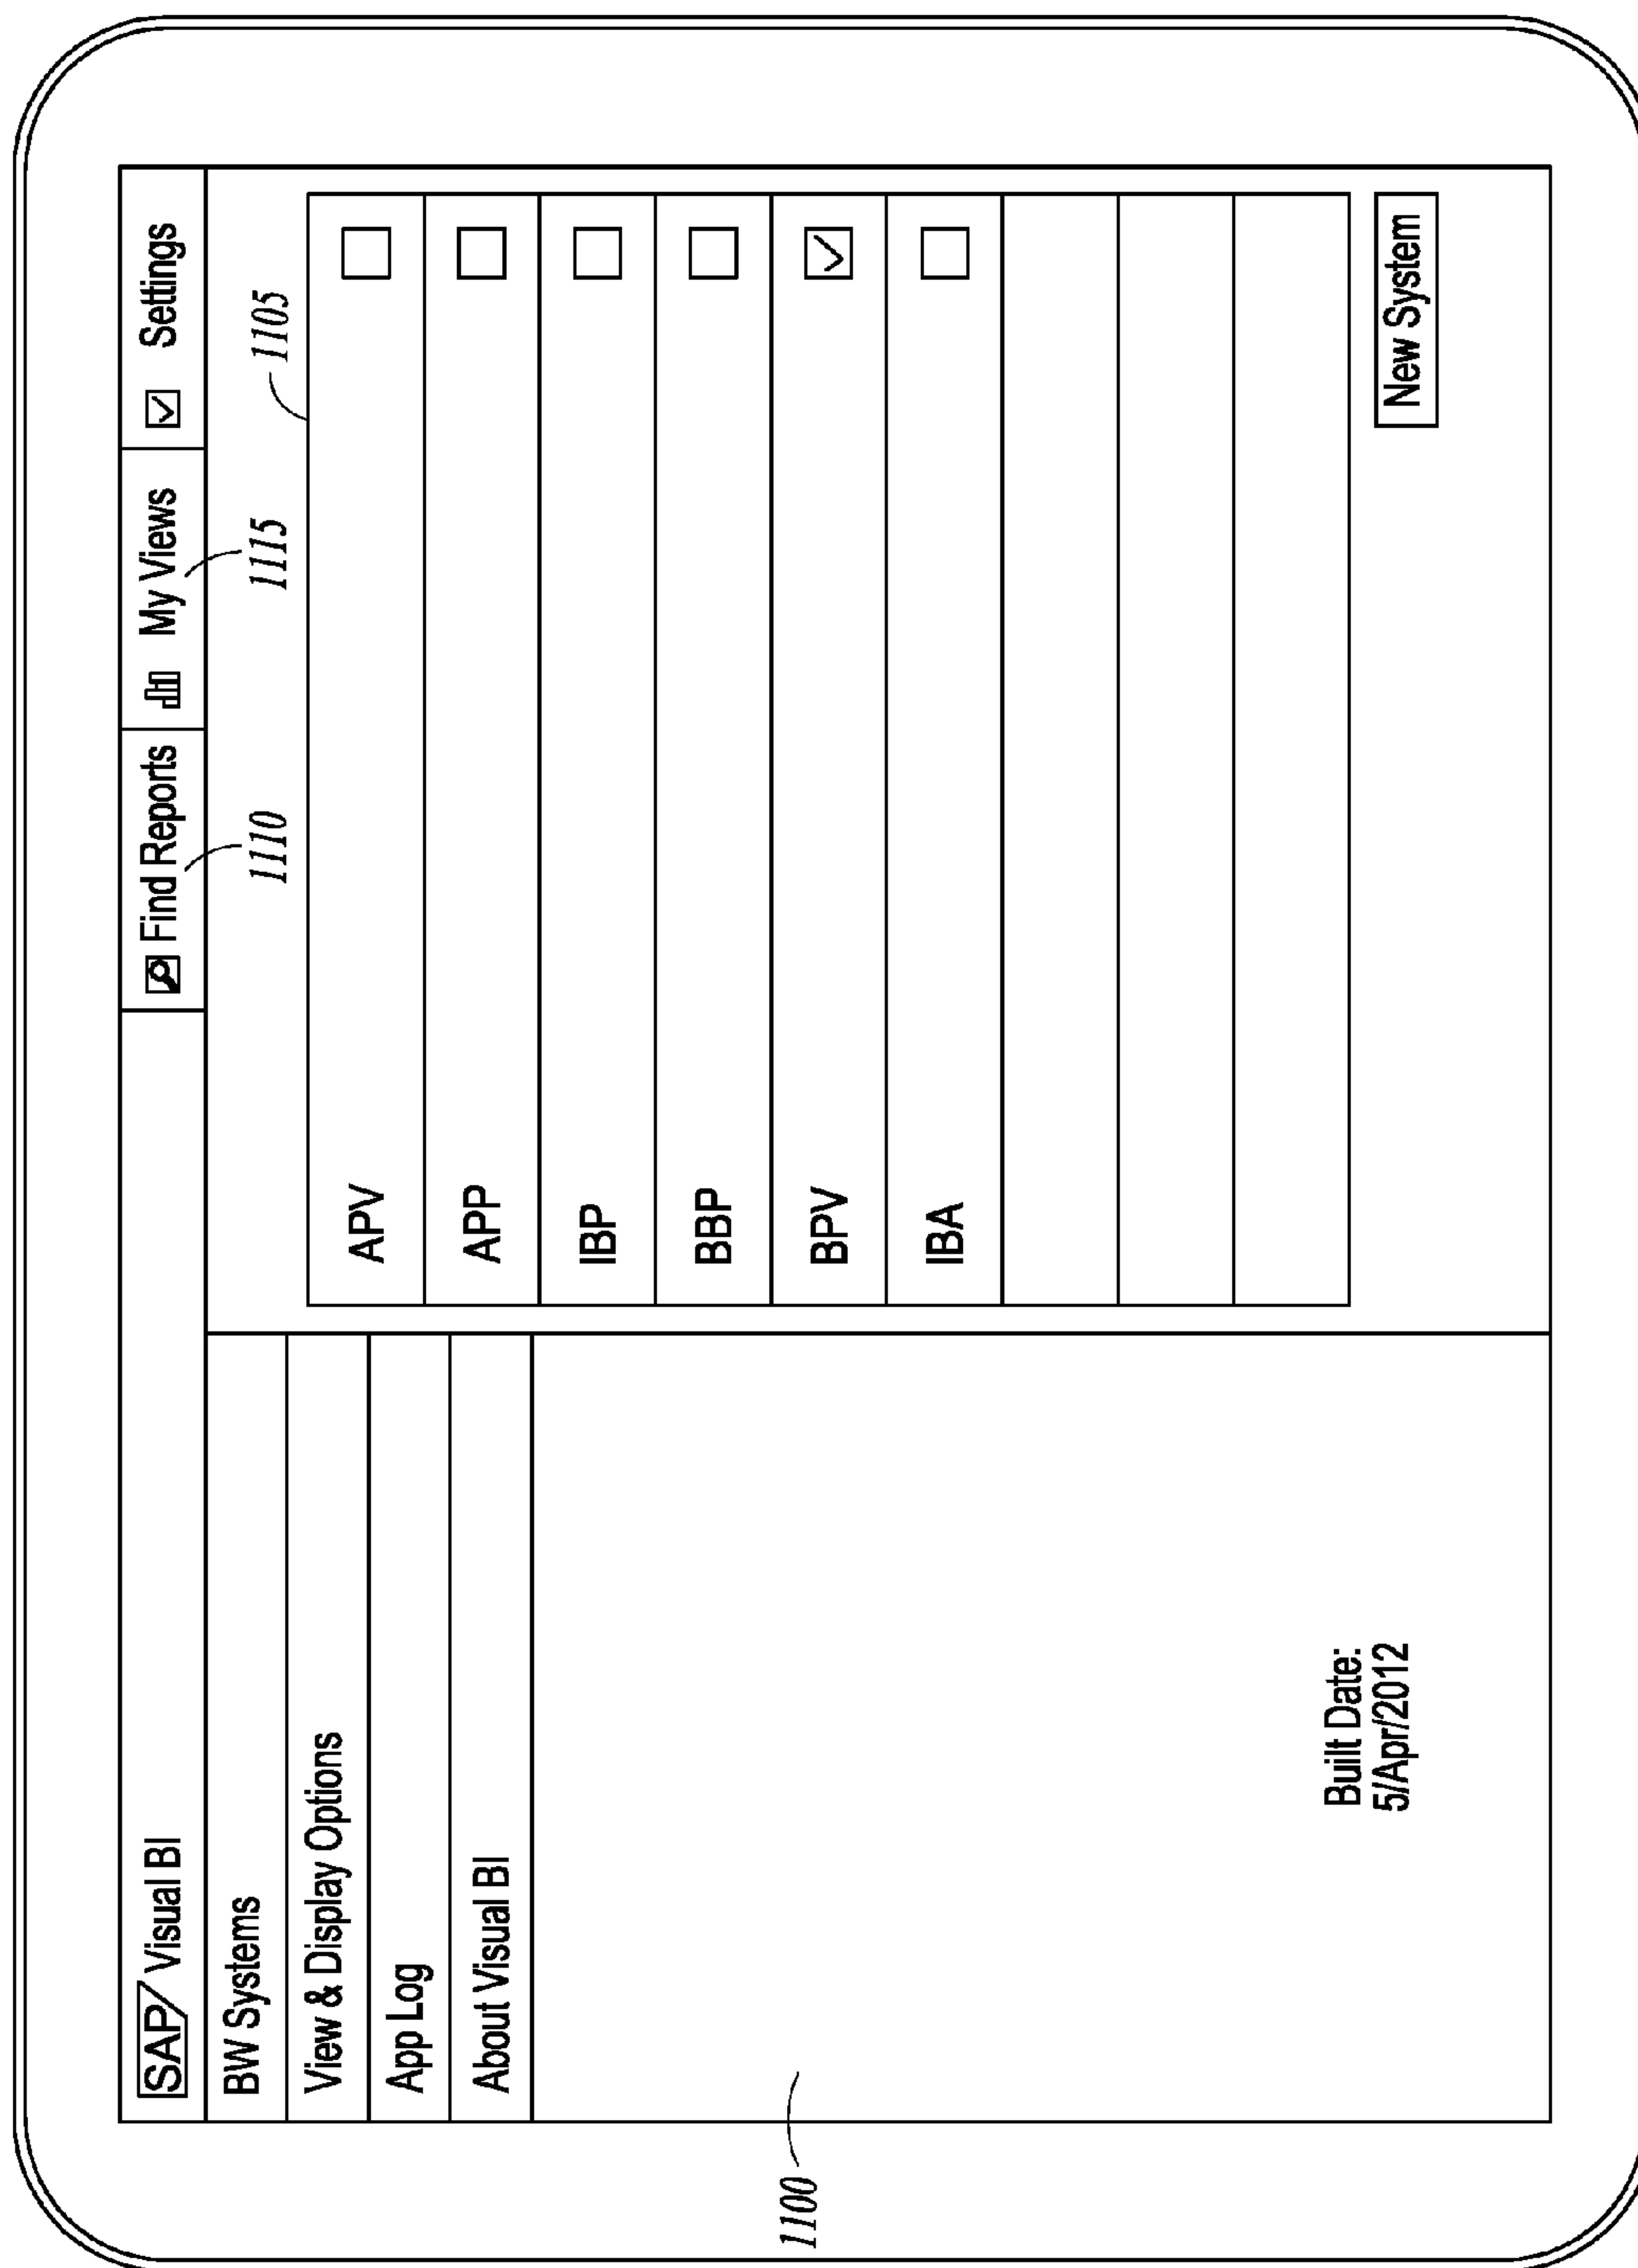 SAP Visual BI
Find Reports
My Views
Settings
1110
1115
1105
BW Systems
View & Display Options
App Log
About Visual BI
APV
APP
IBP
BBP
BPV
IBA
Built Date:
5/Apr/2012
New System
1100